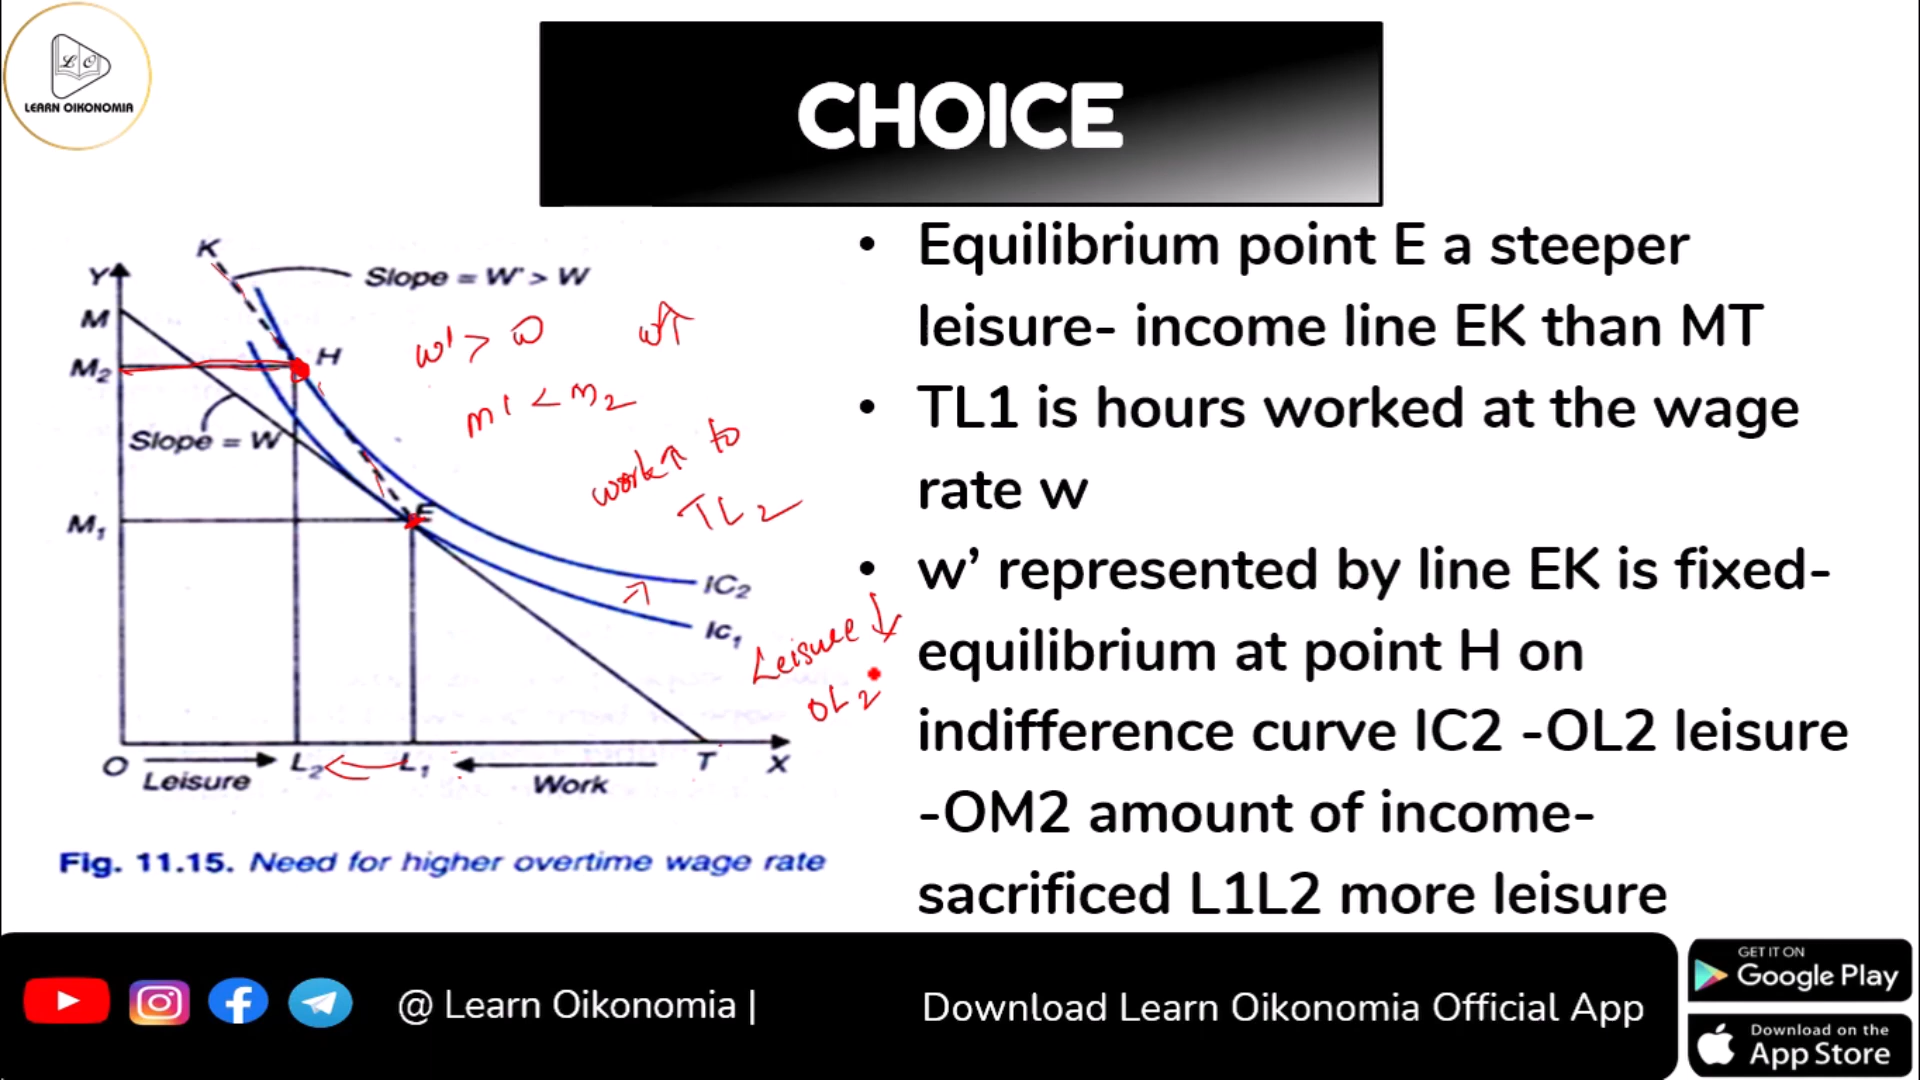 LO
LEARN OIKONOMIA
CHOICE
K
Y
Slope = W' > W
M
M2
H
w' > w
w↑
m1 < m2
Slope = W
work↑ to
TL2
M1
E
IC2
Ic1
Leisure ↓
OL2
O
Leisure
L2
L1
Work
T
X
Fig. 11.15. Need for higher overtime wage rate
• Equilibrium point E a steeper
leisure- income line EK than MT
• TL1 is hours worked at the wage
rate w
• w’ represented by line EK is fixed-
equilibrium at point H on
indifference curve IC2 -OL2 leisure
-OM2 amount of income-
sacrificed L1L2 more leisure
@ Learn Oikonomia |
Download Learn Oikonomia Official App
GET IT ON
Google Play
Download on the
App Store